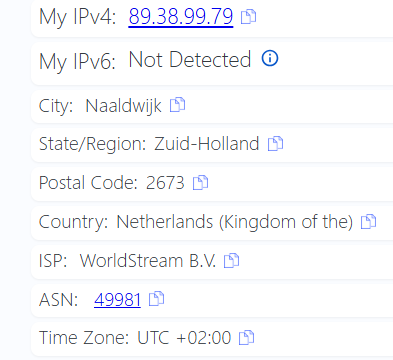 My IPv4: 89.38.99.79
My IPv6: Not Detected
City: Naaldwijk
State/Region: Zuid-Holland
Postal Code: 2673
Country: Netherlands (Kingdom of the)
ISP: WorldStream B.V.
ASN: 49981
Time Zone: UTC +02:00